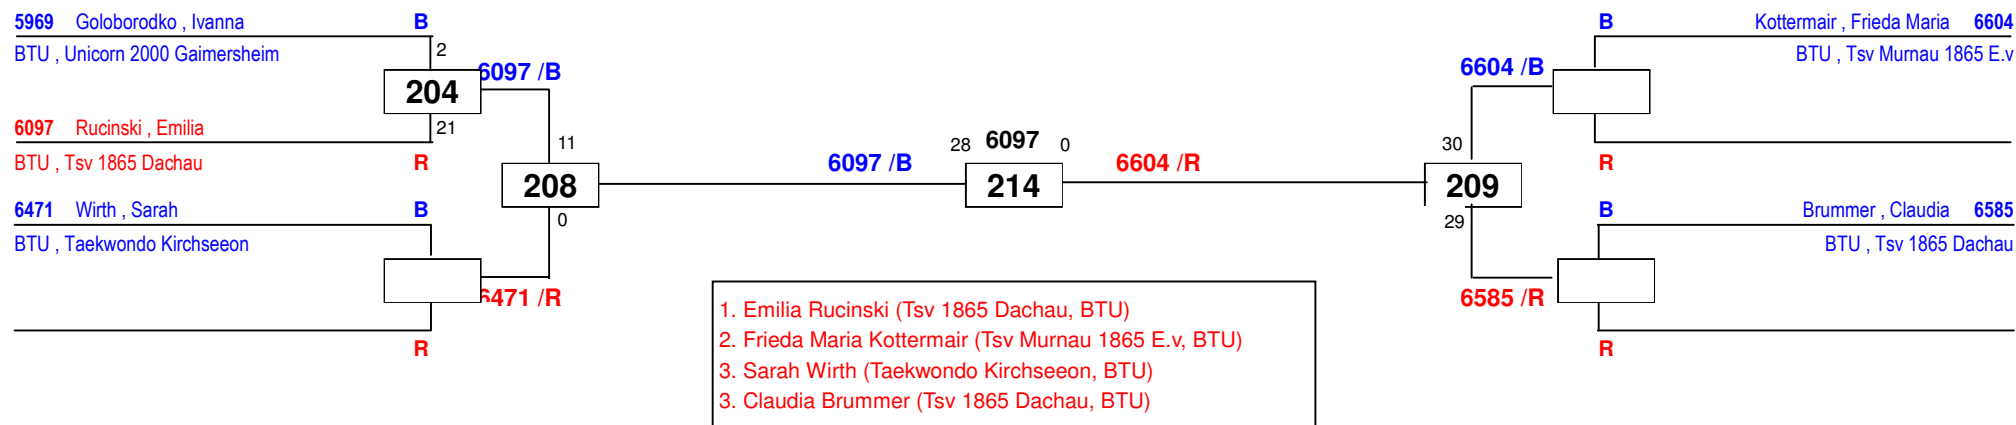 5969 Goloborodko , Ivanna B
BTU , Unicorn 2000 Gaimersheim
2
6097 /B
204
21
6097 Rucinski , Emilia
BTU , Tsv 1865 Dachau R
11
208
0
6471 Wirth , Sarah B
BTU , Taekwondo Kirchseeon
6471 /R
R
6097 /B
28 6097 0
214
6604 /R
B Kottermair , Frieda Maria 6604
BTU , Tsv Murnau 1865 E.v
6604 /B
R
30
209
29
B Brummer , Claudia 6585
BTU , Tsv 1865 Dachau
6585 /R
R
1. Emilia Rucinski (Tsv 1865 Dachau, BTU)
2. Frieda Maria Kottermair (Tsv Murnau 1865 E.v, BTU)
3. Sarah Wirth (Taekwondo Kirchseeon, BTU)
3. Claudia Brummer (Tsv 1865 Dachau, BTU)